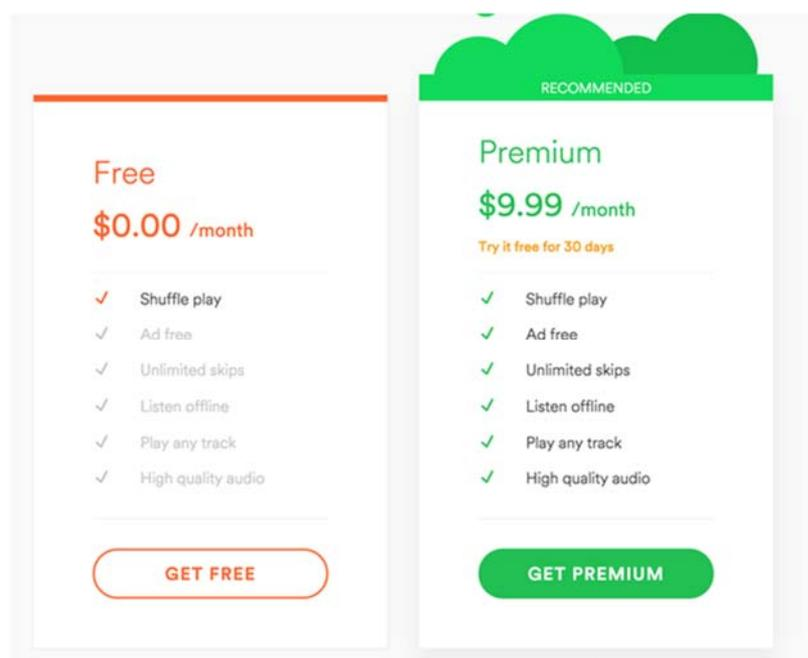 Free
$0.00 /month
Shuffle play
Ad free
Unlimited skips
Listen offline
Play any track
High quality audio
GET FREE
RECOMMENDED
Premium
$9.99 /month
Try it free for 30 days
Shuffle play
Ad free
Unlimited skips
Listen offline
Play any track
High quality audio
GET PREMIUM